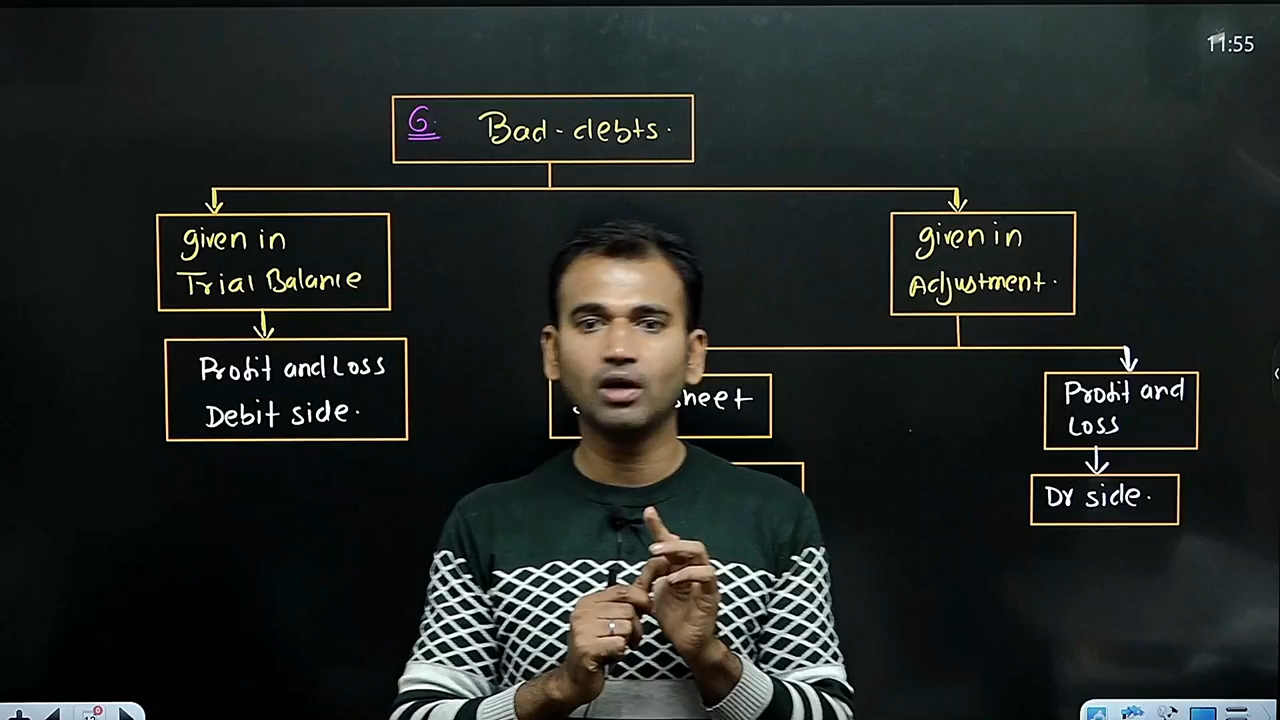 11:55
6. Bad-debts.
given in
Trial Balance
given in
Adjustment.
Profit and Loss
Debit side.
Profit and
Loss
Dr side.